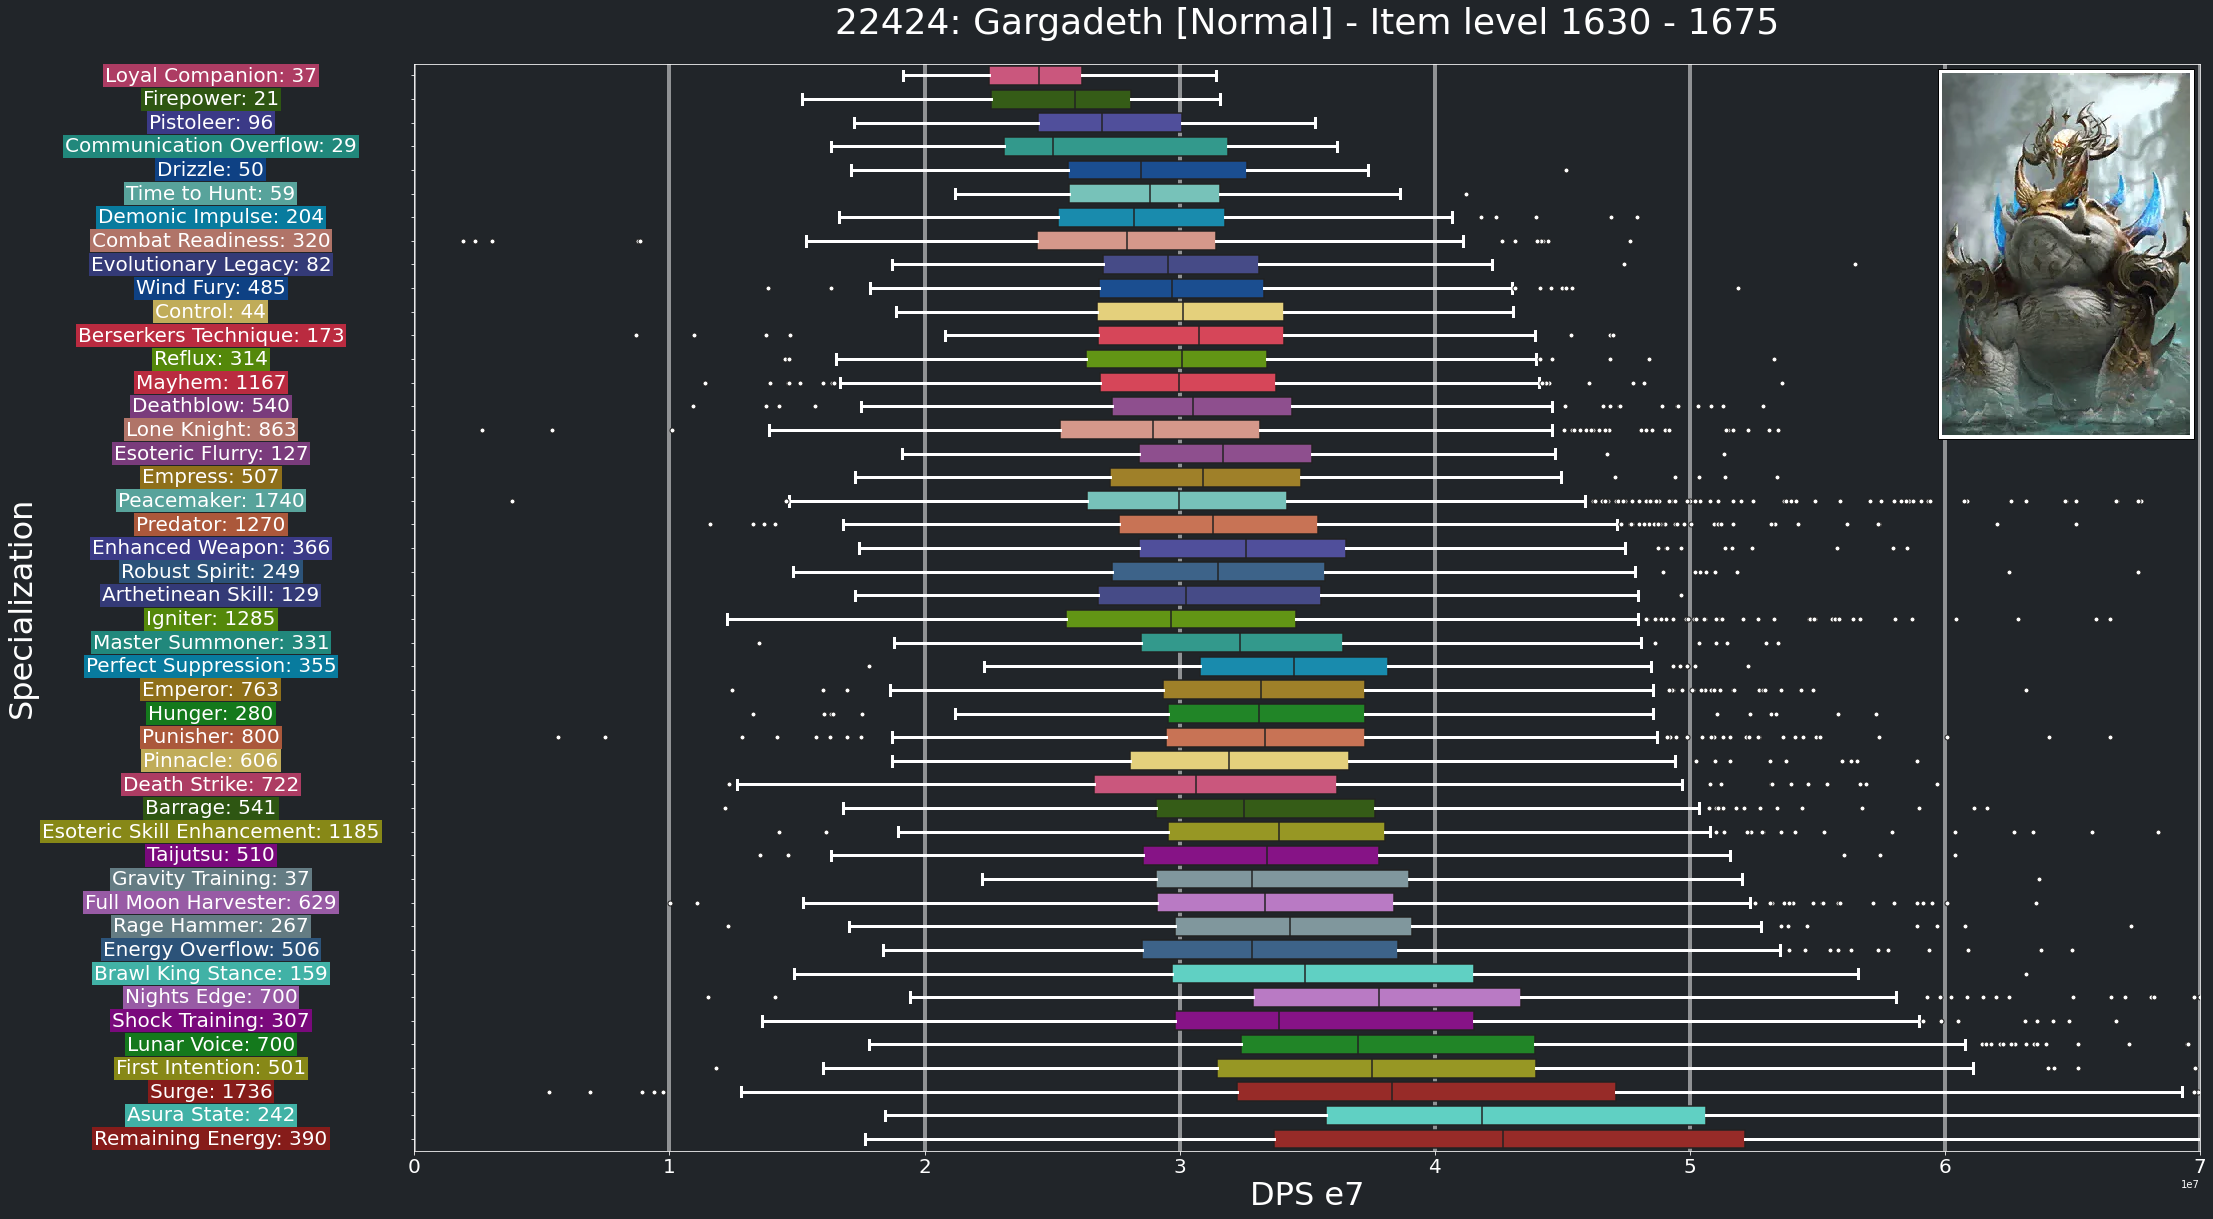 22424: Gargadeth [Normal] - Item level 1630 - 1675
Specialization
Loyal Companion: 37
Firepower: 21
Pistoleer: 96
Communication Overflow: 29
Drizzle: 50
Time to Hunt: 59
Demonic Impulse: 204
Combat Readiness: 320
Evolutionary Legacy: 82
Wind Fury: 485
Control: 44
Berserkers Technique: 173
Reflux: 314
Mayhem: 1167
Deathblow: 540
Lone Knight: 863
Esoteric Flurry: 127
Empress: 507
Peacemaker: 1740
Predator: 1270
Enhanced Weapon: 366
Robust Spirit: 249
Arthetinean Skill: 129
Igniter: 1285
Master Summoner: 331
Perfect Suppression: 355
Emperor: 763
Hunger: 280
Punisher: 800
Pinnacle: 606
Death Strike: 722
Barrage: 541
Esoteric Skill Enhancement: 1185
Taijutsu: 510
Gravity Training: 37
Full Moon Harvester: 629
Rage Hammer: 267
Energy Overflow: 506
Brawl King Stance: 159
Nights Edge: 700
Shock Training: 307
Lunar Voice: 700
First Intention: 501
Surge: 1736
Asura State: 242
Remaining Energy: 390
0 1 2 3 4 5 6 7
1e7
DPS e7